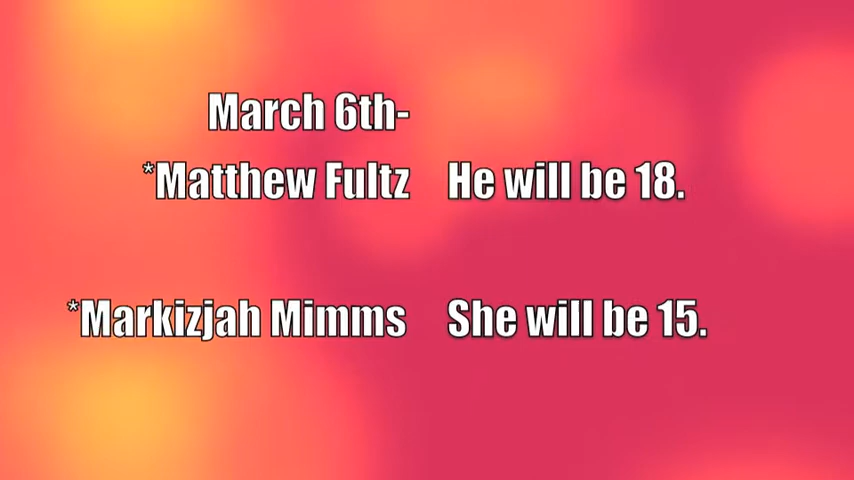 March 6th-
*Matthew Fultz He will be 18.
*Markizjah Mimms She will be 15.